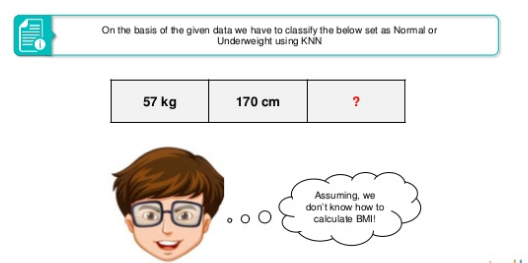 On the basis of the given data we have to classify the below set as Normal or
Underweight using KNN
57 kg 170 cm ?
Assuming, we
don't know how to
calculate BMI!